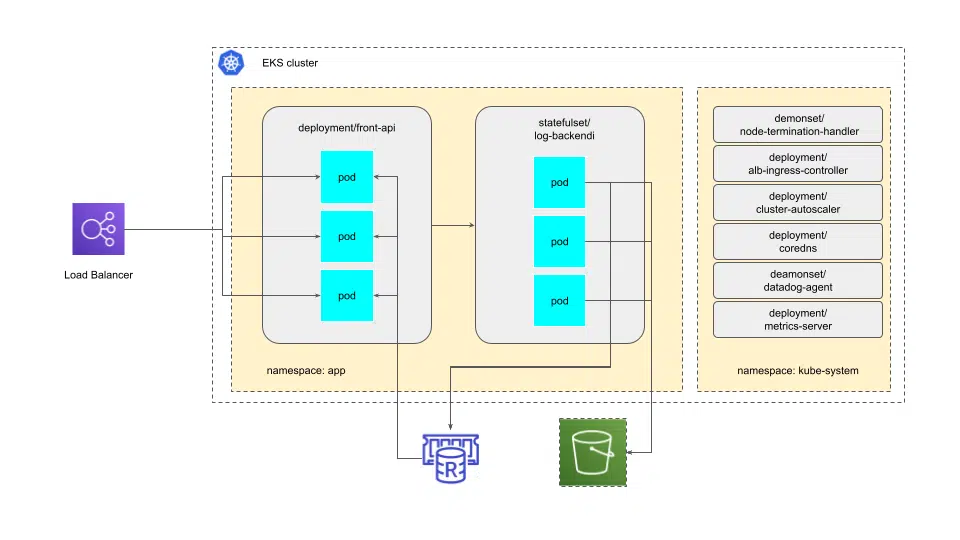 EKS cluster
deployment/front-api
pod
pod
pod
namespace: app
statefulset/
log-backendi
pod
pod
pod
demonset/
node-termination-handler
deployment/
alb-ingress-controller
deployment/
cluster-autoscaler
deployment/
coredns
deamonset/
datadog-agent
deployment/
metrics-server
namespace: kube-system
Load Balancer
R